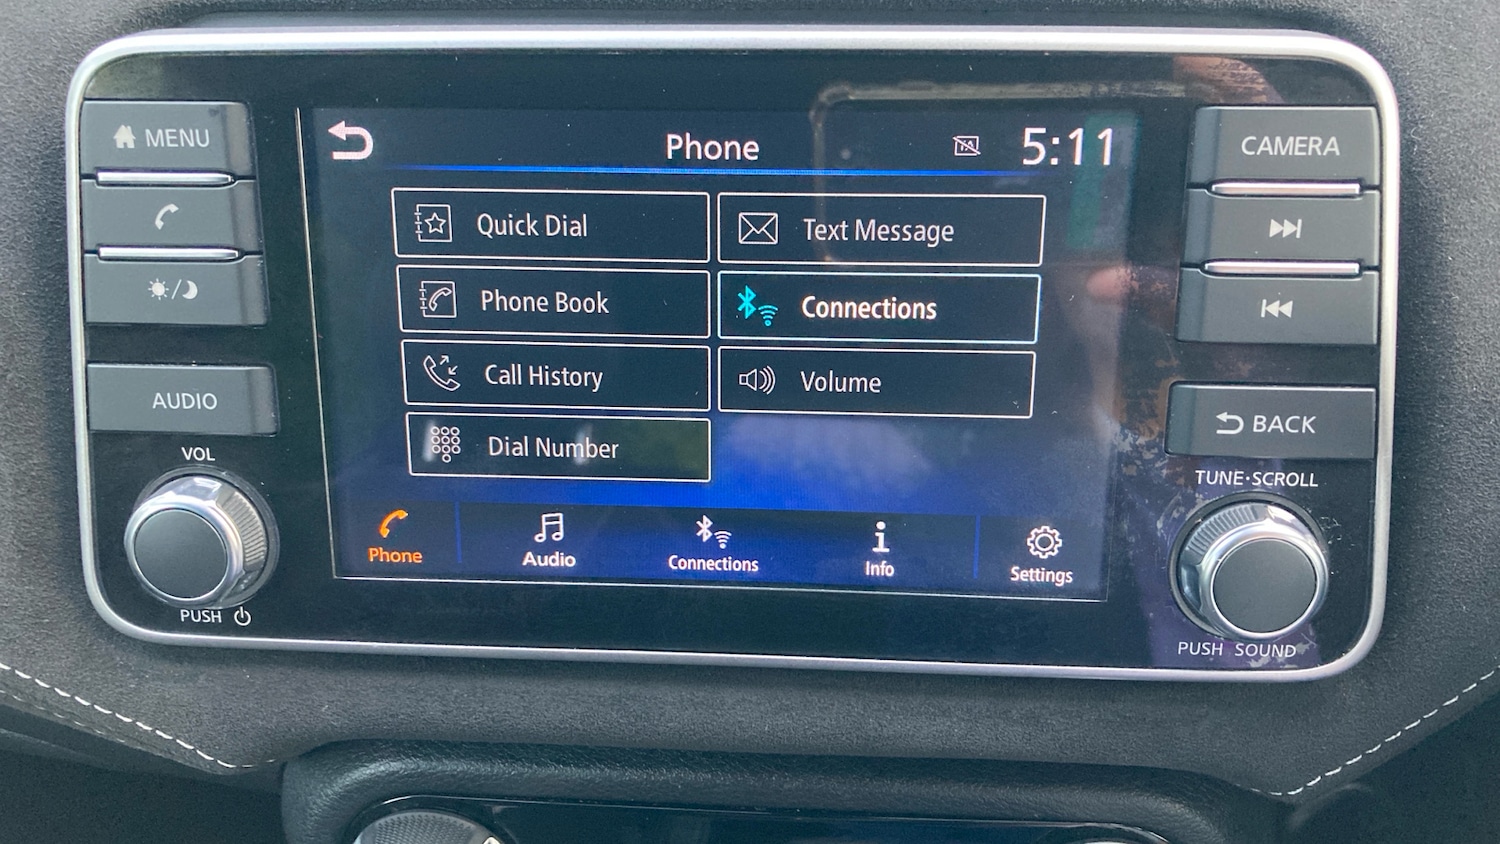 MENU
AUDIO
VOL
PUSH
Phone
TA
5:11
Quick Dial
Text Message
Phone Book
Connections
Call History
Volume
Dial Number
Phone
Audio
Connections
Info
Settings
CAMERA
BACK
TUNE·SCROLL
PUSH SOUND